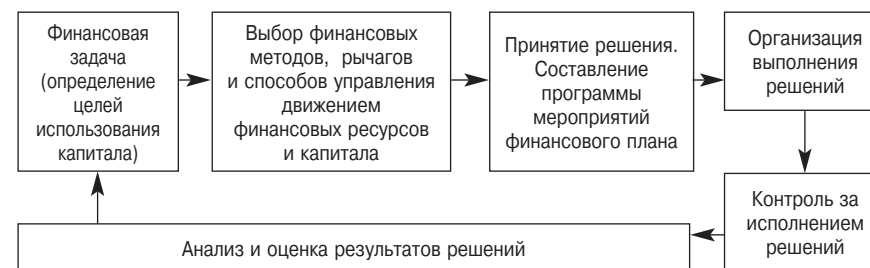 Финансовая
задача
(определение
целей
использования
капитала)
Выбор финансовых
методов, рычагов
и способов управления
движением
финансовых ресурсов
и капитала
Принятие решения.
Составление
программы
мероприятий
финансового плана
Организация
выполнения
решений
Контроль за
исполнением
решений
Анализ и оценка результатов решений